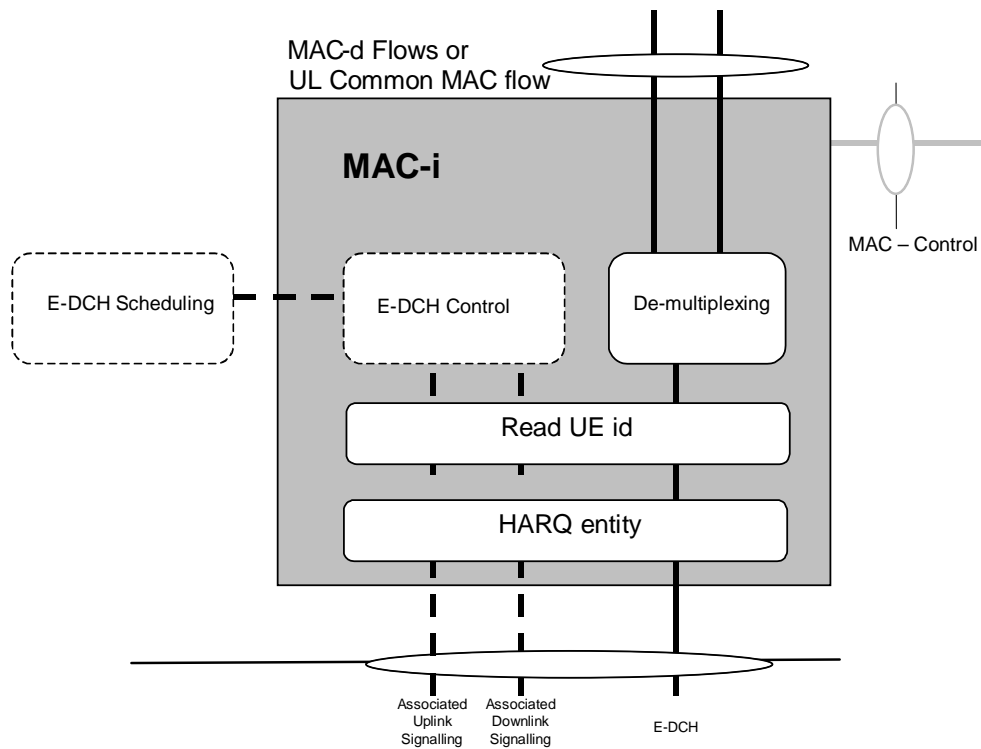 MAC-d Flows or
UL Common MAC flow
MAC-i
MAC – Control
E-DCH Scheduling
E-DCH Control
De-multiplexing
Read UE id
HARQ entity
Associated
Uplink
Signalling
Associated
Downlink
Signalling
E-DCH